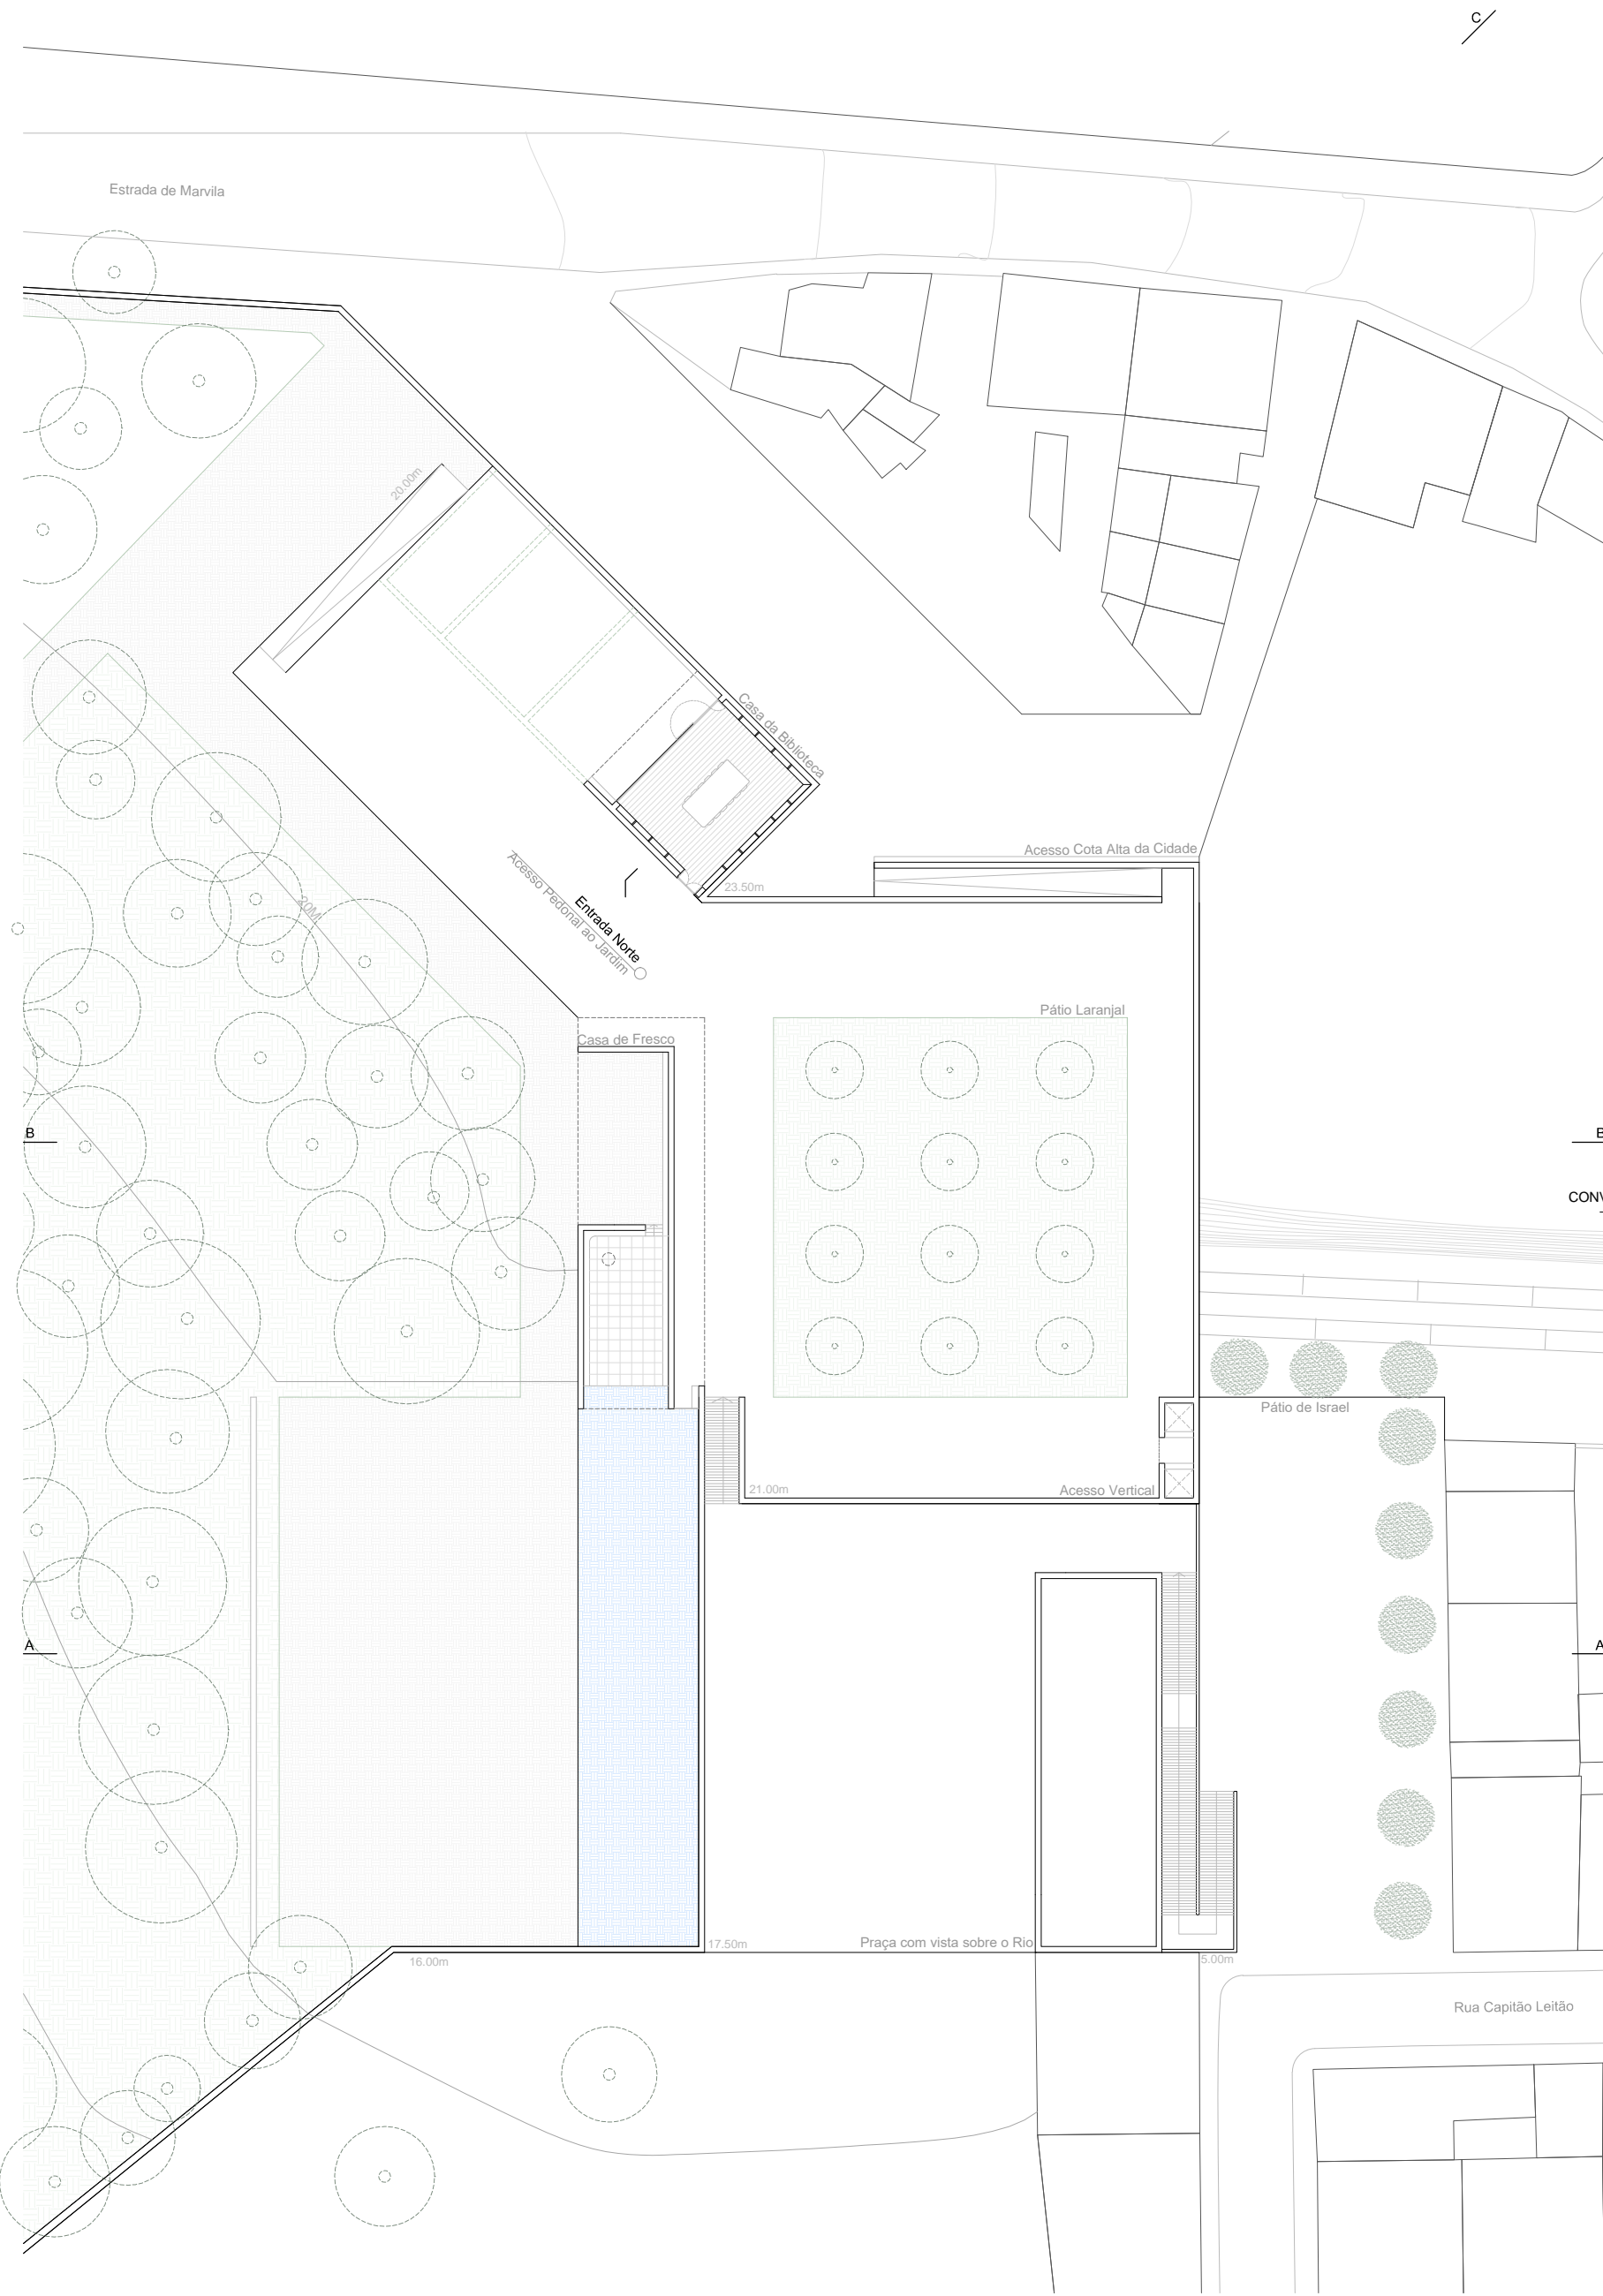 C
Estrada de Marvila
20.00m
Casa da Biblioteca
Acesso Cota Alta da Cidade
23.50m
Entrada Norte
Acesso Pedonal ao Jardim
20M
Pátio Laranjal
Casa de Fresco
B
B
CONV
Pátio de Israel
21.00m
Acesso Vertical
A
A
Praça com vista sobre o Rio
17.50m
16.00m
5.00m
Rua Capitão Leitão